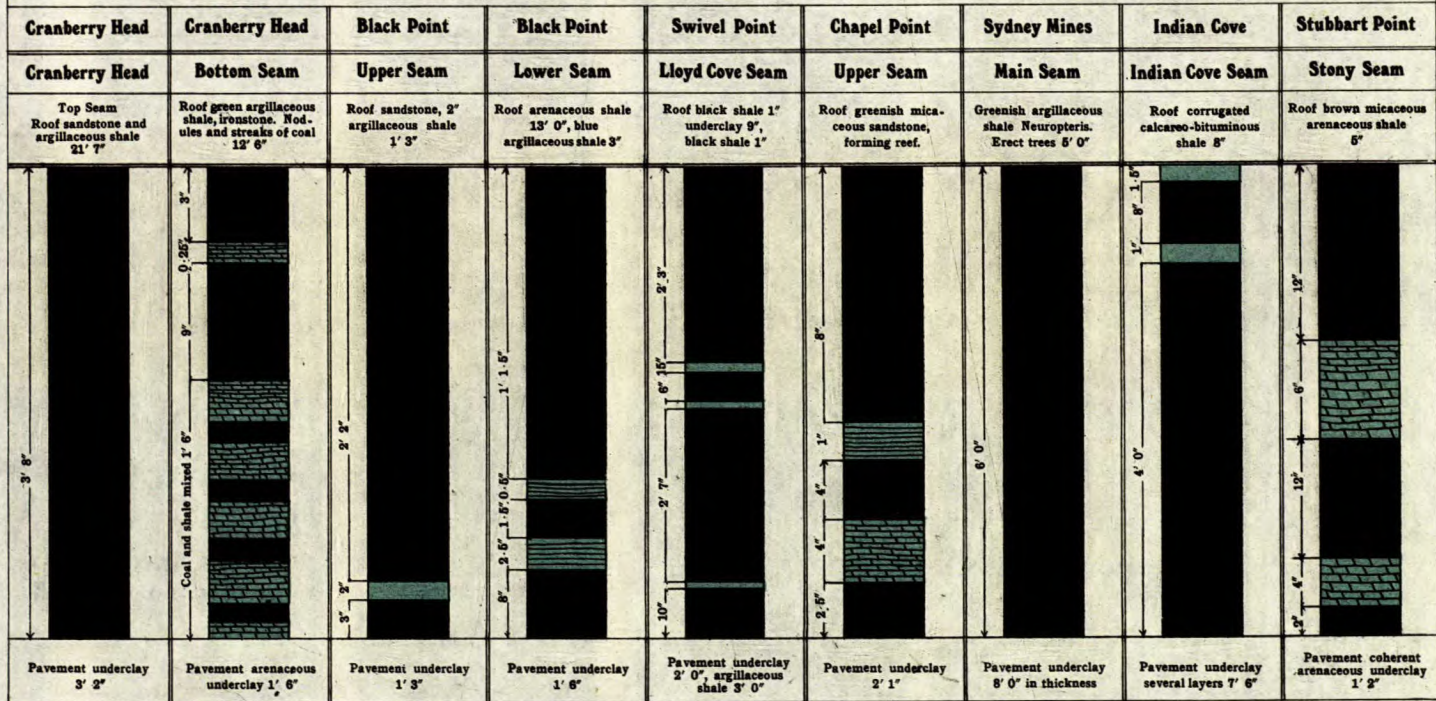 Cranberry Head
Cranberry Head
Top Seam
Roof sandstone and
argillaceous shale
21' 7"
3' 8"
Pavement underclay
3' 2"
Cranberry Head
Bottom Seam
Roof green argillaceous
shale, ironstone. Nod-
ules and streaks of coal
12' 6"
3"
0·25"
9"
Coal and shale mixed 1' 6"
Pavement arenaceous
underclay 1' 6"
Black Point
Upper Seam
Roof sandstone, 2"
argillaceous shale
1' 3"
2' 2"
2"
3"
Pavement underclay
1' 3"
Black Point
Lower Seam
Roof arenaceous shale
13' 0", blue
argillaceous shale 3"
1' 1·5"
0·5"
1·5"
2·5"
8"
Pavement underclay
1' 6"
Swivel Point
Lloyd Cove Seam
Roof black shale 1"
underclay 9",
black shale 1"
2' 3"
15"
6"
2' 7"
10"
Pavement underclay
2' 0", argillaceous
shale 3' 0"
Chapel Point
Upper Seam
Roof greenish mica-
ceous sandstone,
forming reef.
8"
1"
4"
4"
2·5"
Pavement underclay
2' 1"
Sydney Mines
Main Seam
Greenish argillaceous
shale Neuropteris.
Erect trees 5' 0"
6' 0"
Pavement underclay
8' 0" in thickness
Indian Cove
Indian Cove Seam
Roof corrugated
calcareo-bituminous
shale 8"
1·5"
8"
1"
4' 0"
Pavement underclay
several layers 7' 6"
Stubbart Point
Stony Seam
Roof brown micaceous
arenaceous shale
5"
12"
6"
12"
4"
2"
Pavement coherent
arenaceous underclay
1' 2"